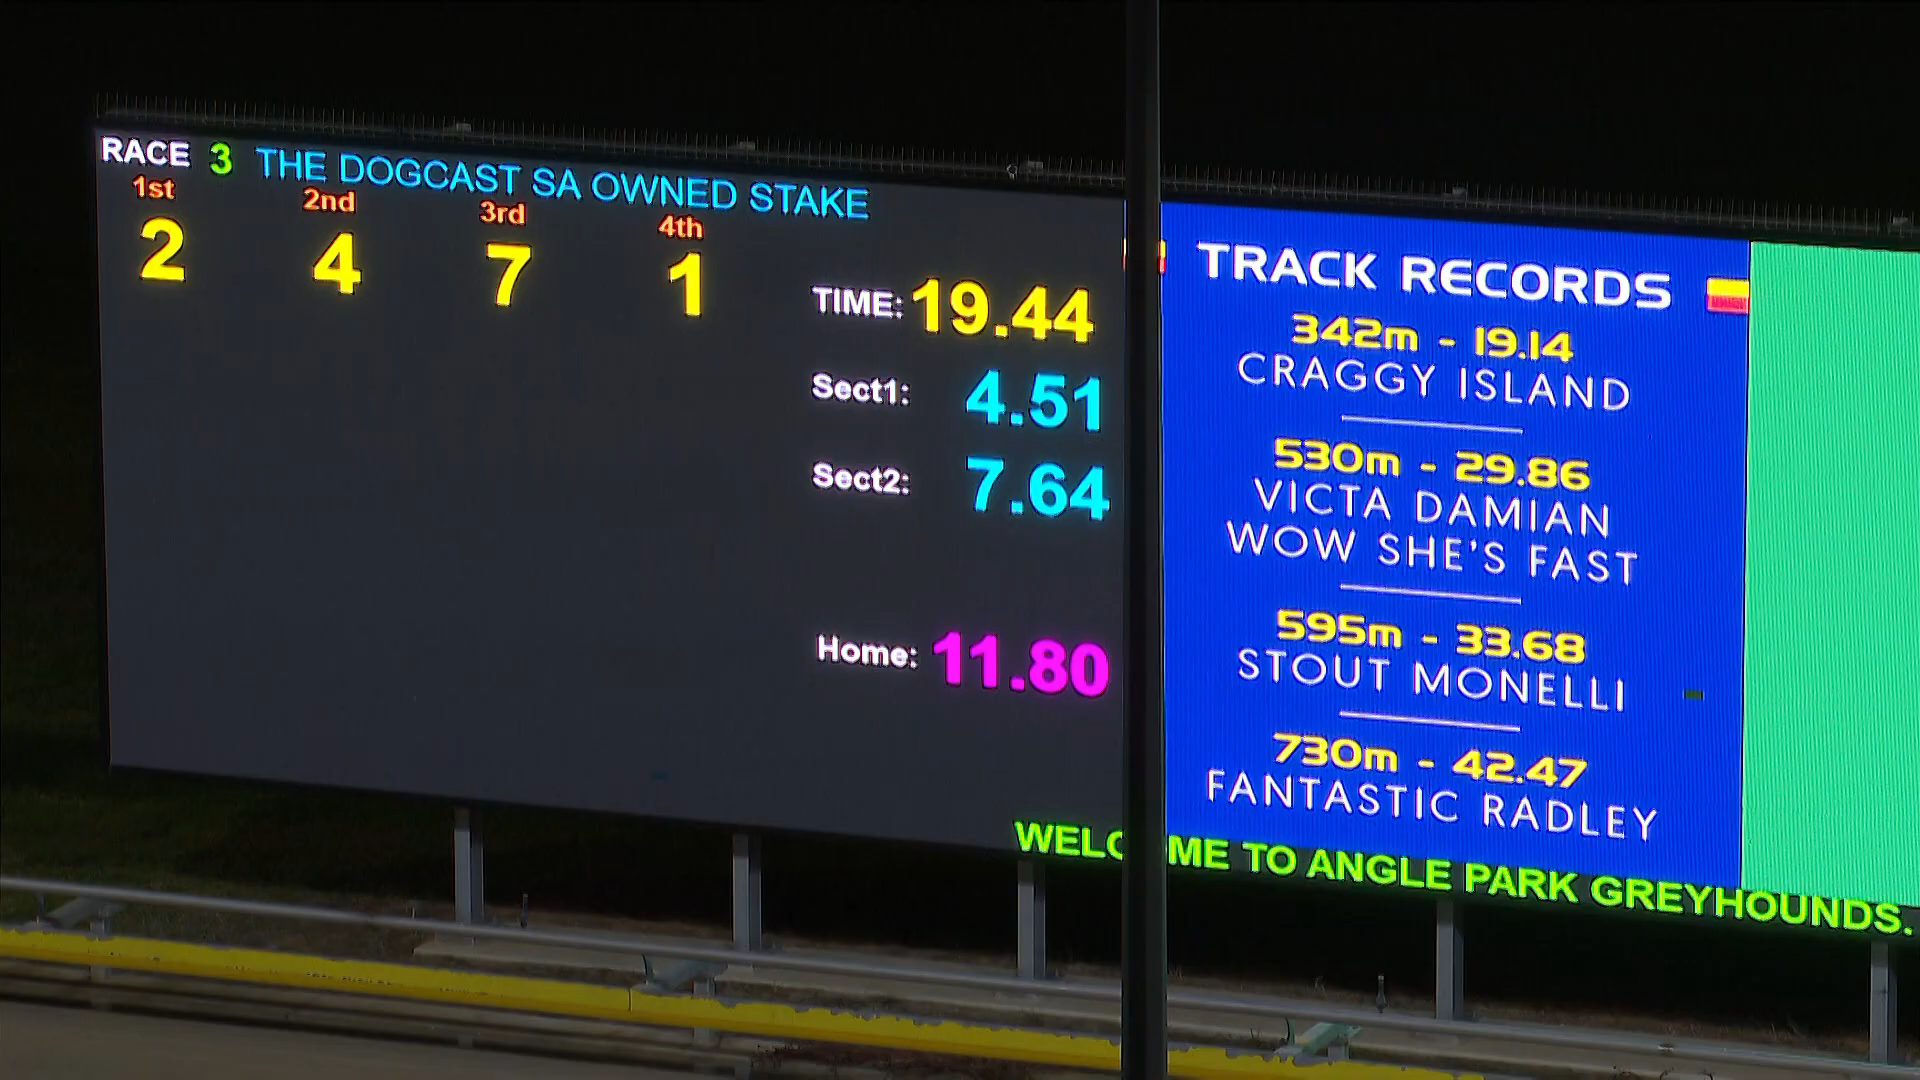 RACE 3 THE DOGCAST SA OWNED STAKE
1st 2nd 3rd 4th
2 4 7 1
TIME: 19.44
Sect1: 4.51
Sect2: 7.64
Home: 11.80
TRACK RECORDS
342m - 19.14
CRAGGY ISLAND
530m - 29.86
VICTA DAMIAN
WOW SHE'S FAST
595m - 33.68
STOUT MONELLI
730m - 42.47
FANTASTIC RADLEY
WELCOME TO ANGLE PARK GREYHOUNDS.